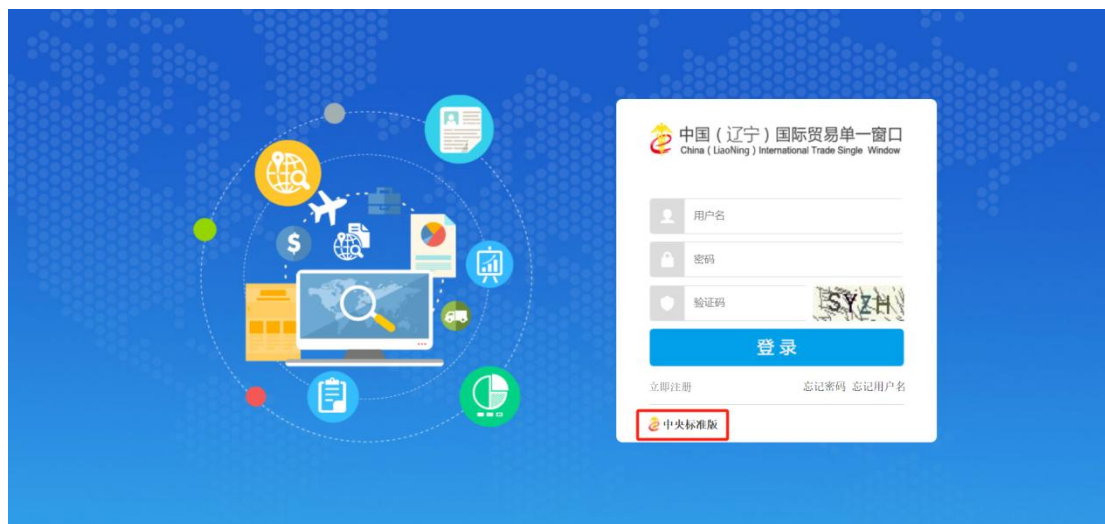 中国（辽宁）国际贸易单一窗口
China ( LiaoNing ) International Trade Single Window
用户名
密码
验证码 SYZH
登录
立即注册 忘记密码 忘记用户名
中央标准版
$